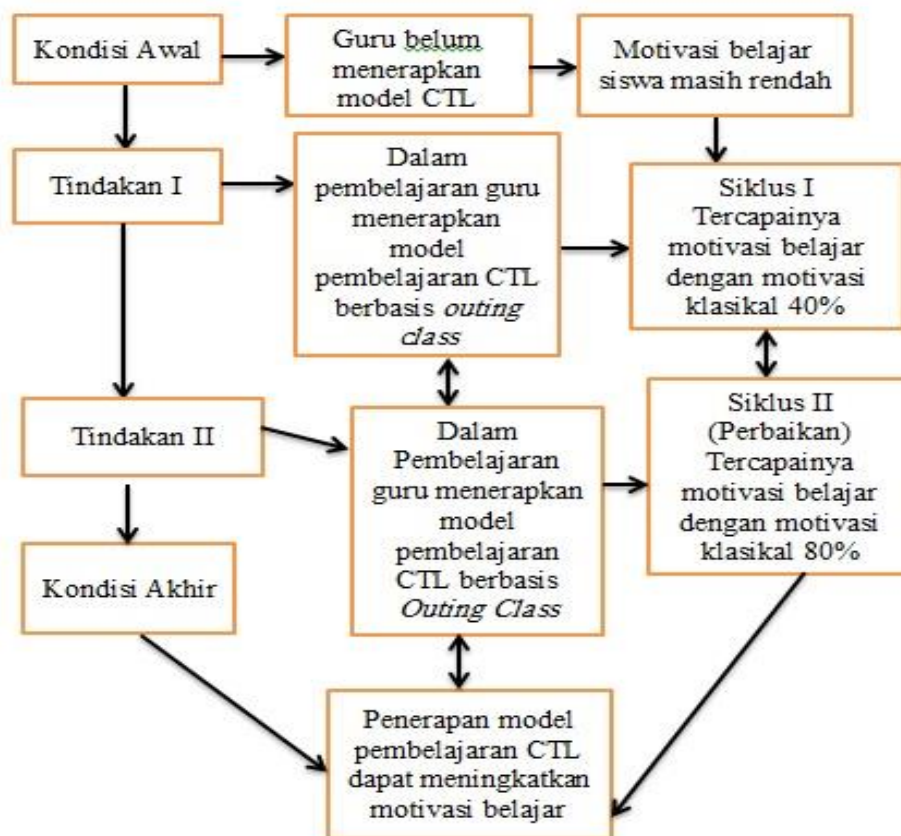 Kondisi Awal
Guru belum
menerapkan
model CTL
Motivasi belajar
siswa masih rendah
Tindakan I
Dalam
pembelajaran guru
menerapkan
model
pembelajaran CTL
berbasis outing
class
Siklus I
Tercapainya
motivasi belajar
dengan motivasi
klasikal 40%
Tindakan II
Dalam
Pembelajaran
guru menerapkan
model
pembelajaran
CTL berbasis
Outing Class
Siklus II
(Perbaikan)
Tercapainya
motivasi belajar
dengan motivasi
klasikal 80%
Kondisi Akhir
Penerapan model
pembelajaran CTL
dapat meningkatkan
motivasi belajar